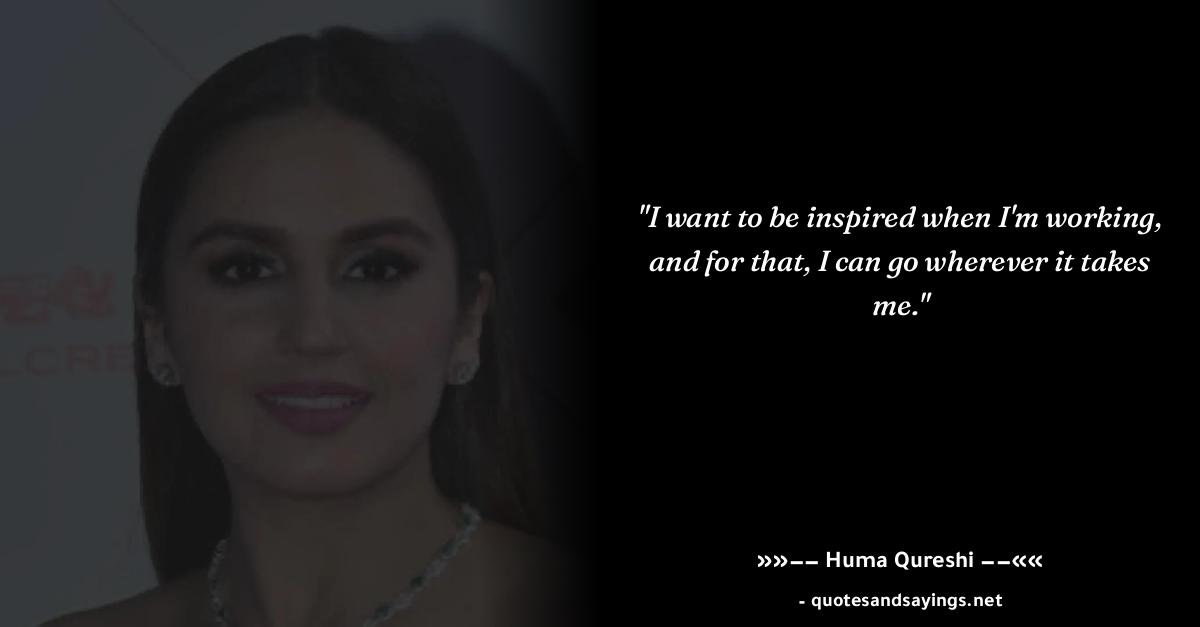 "I want to be inspired when I'm working,
and for that, I can go wherever it takes
me."
»»−− Huma Qureshi −−««
- quotesandsayings.net